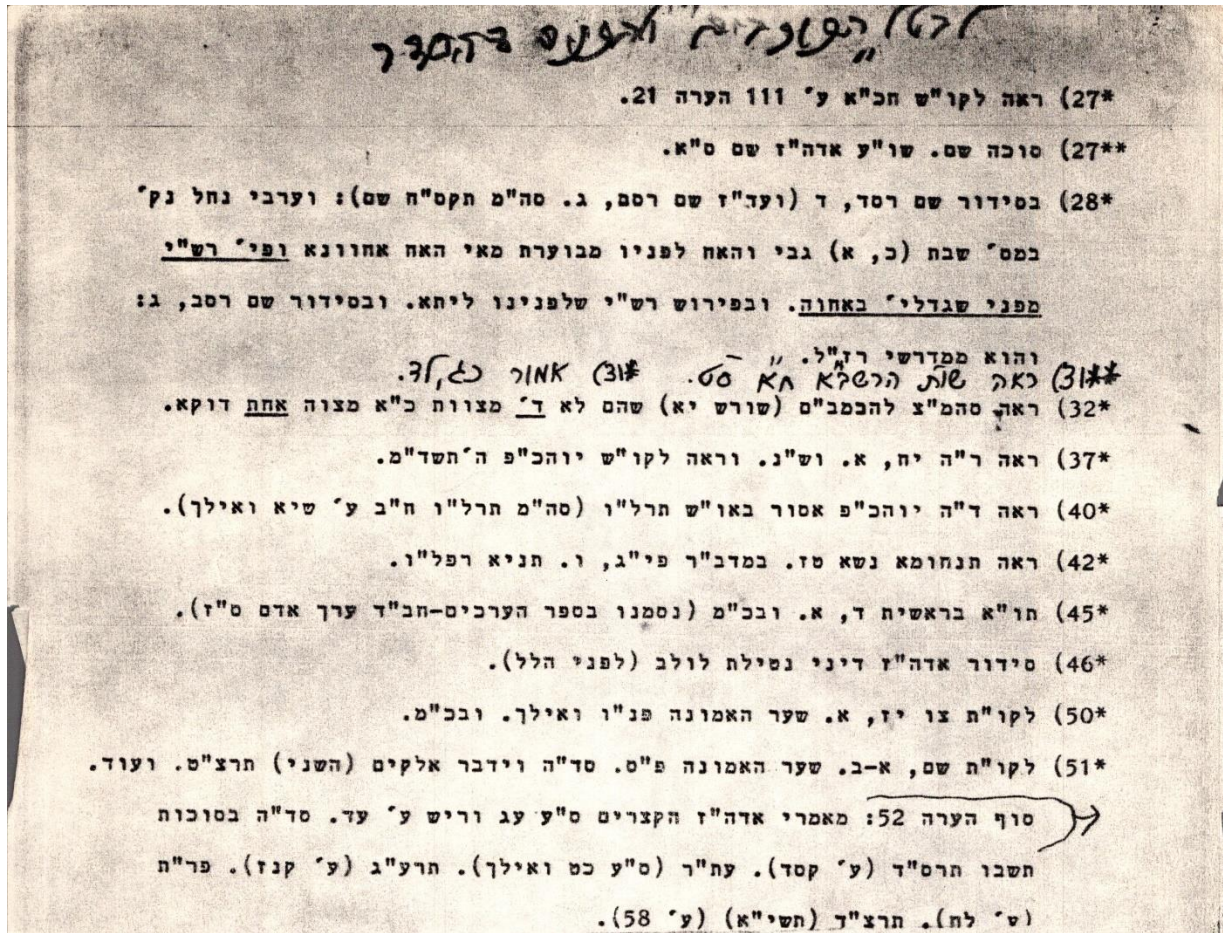 *27) ראה לקו"ש חכ"א ע׳ 111 הערה 21.
**27) סוכה שם. שו"ע אדה"ז שם ס"א.
*28) בסידור שם רסד, ד (ועד"ז שם רסם, ג. סה"מ תקס"ח שם): וערבי נחל נק׳
במס׳ שבת (כ, א) גבי והאח לפניו מבוערת מאי האח אחוונא ופי׳ רש"י
מפני שגדלי׳ באחוה. ובפירוש רש"י שלפנינו ליתא. ובסידור שם רסב, ג:
והוא ממדרשי רז"ל.
**31) ראה שו"ת הרשב"א ח"א סט. *31) אמור כג, לד.
*32) ראה סהמ"צ להכמב"ם (שורש יא) שהם לא ד׳ מצוות כ"א מצוה אחת דוקא.
*37) ראה ר"ה יח, א. וש"נ. וראה לקו"ש יוהכ"פ ה׳תשד"מ.
*40) ראה ד"ה יוהכ"פ אסור באו"ש תרל"ו (סה"מ תרל"ו ח"ב ע׳ שיא ואילך).
*42) ראה תנחומא נשא טז. במדב"ר פי"ג, ו. תניא רפל"ו.
*45) תו"א בראשית ד, א. ובכ"מ (נסמנו בספר הערכים-חב"ד ערך אדם ס"ז).
*46) סידור אדה"ז דיני נטילת לולב (לפני הלל).
*50) לקו"ת צו יז, א. שער האמונה פנ"ו ואילך. ובכ"מ.
*51) לקו"ת שם, א-ב. שער האמונה פ"ס. סד"ה וידבר אלקים (השני) תרצ"ט. ועוד.
סוף הערה 52: מאמרי אדה"ז הקצרים ס"ע עג וריש ע׳ עד. סד"ה בסוכות
תשבו תרס"ד (ע׳ קסד). עת"ר (ס"ע כט ואילך). תרע"ג (ע׳ קנז). פר"ת
(ע׳ לח). תרצ"ד (תשי"א) (ע׳ 58).